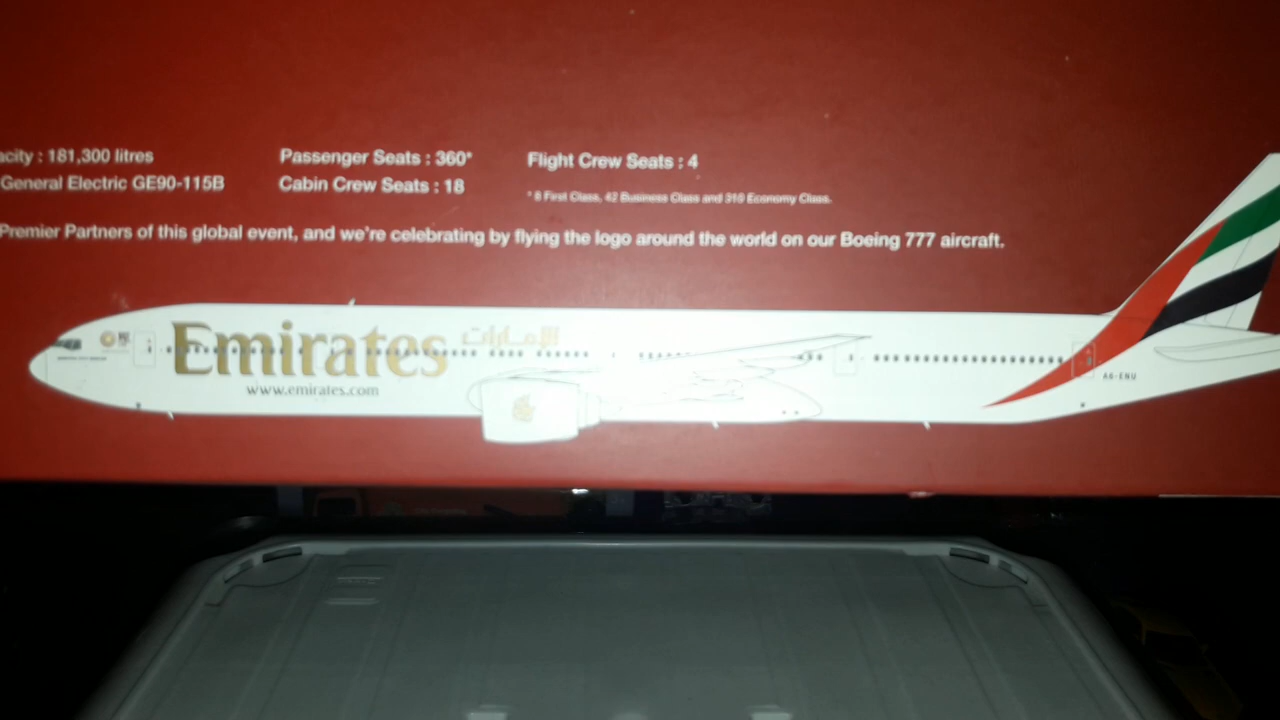 acity : 181,300 litres
Passenger Seats : 360*
Flight Crew Seats : 4
General Electric GE90-115B
Cabin Crew Seats : 18
* 8 First Class, 42 Business Class and 310 Economy Class.
Premier Partners of this global event, and we're celebrating by flying the logo around the world on our Boeing 777 aircraft.
Emirates الإمارات
www.emirates.com
A6-ENU